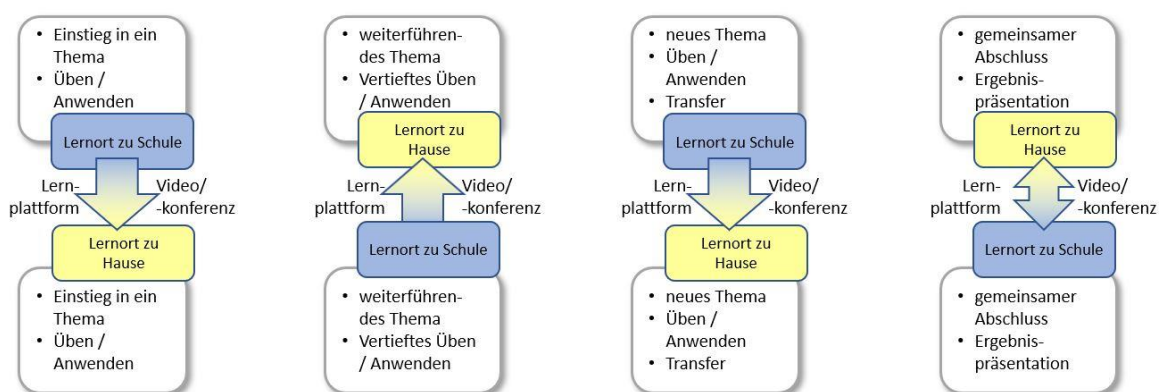 • Einstieg in ein
Thema
• Üben /
Anwenden
Lernort zu Schule
Lern-
plattform
Video/
-konferenz
Lernort zu
Hause
• Einstieg in ein
Thema
• Üben /
Anwenden
• weiterführen-
des Thema
• Vertieftes Üben
/ Anwenden
Lernort zu
Hause
Lern-
plattform
Video/
-konferenz
Lernort zu Schule
• weiterführen-
des Thema
• Vertieftes Üben
/ Anwenden
• neues Thema
• Üben /
Anwenden
• Transfer
Lernort zu Schule
Lern-
plattform
Video/
-konferenz
Lernort zu
Hause
• neues Thema
• Üben /
Anwenden
• Transfer
• gemeinsamer
Abschluss
• Ergebnis-
präsentation
Lernort zu
Hause
Lern-
plattform
Video/
-konferenz
Lernort zu Schule
• gemeinsamer
Abschluss
• Ergebnis-
präsentation